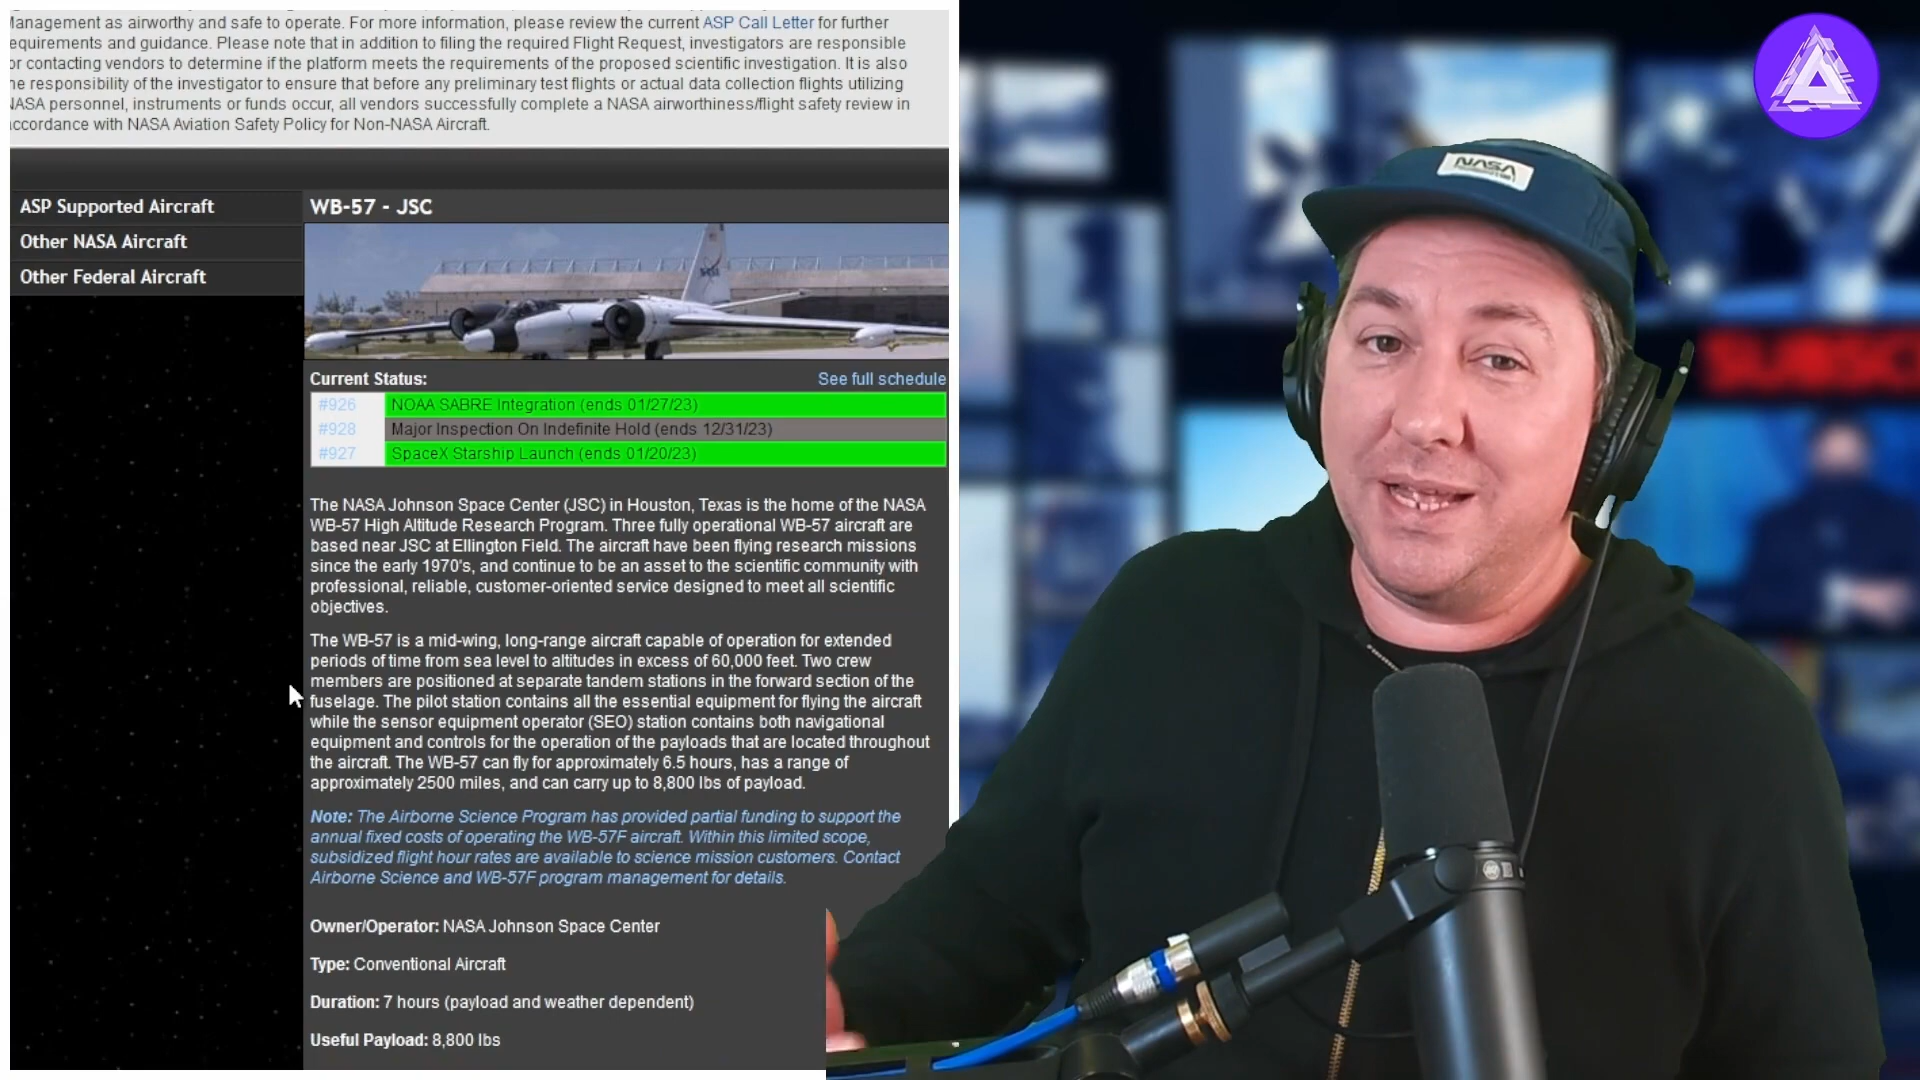 Management as airworthy and safe to operate. For more information, please review the current ASP Call Letter for further
equirements and guidance. Please note that in addition to filing the required Flight Request, investigators are responsible
or contacting vendors to determine if the platform meets the requirements of the proposed scientific investigation. It is also
he responsibility of the investigator to ensure that before any preliminary test flights or actual data collection flights utilizing
NASA personnel, instruments or funds occur, all vendors successfully complete a NASA airworthiness/flight safety review in
accordance with NASA Aviation Safety Policy for Non-NASA Aircraft.
ASP Supported Aircraft
Other NASA Aircraft
Other Federal Aircraft
WB-57 - JSC
NASA
Current Status:
See full schedule
#926 NOAA SABRE Integration (ends 01/27/23)
#928 Major Inspection On Indefinite Hold (ends 12/31/23)
#927 SpaceX Starship Launch (ends 01/20/23)
The NASA Johnson Space Center (JSC) in Houston, Texas is the home of the NASA
WB-57 High Altitude Research Program. Three fully operational WB-57 aircraft are
based near JSC at Ellington Field. The aircraft have been flying research missions
since the early 1970's, and continue to be an asset to the scientific community with
professional, reliable, customer-oriented service designed to meet all scientific
objectives.
The WB-57 is a mid-wing, long-range aircraft capable of operation for extended
periods of time from sea level to altitudes in excess of 60,000 feet. Two crew
members are positioned at separate tandem stations in the forward section of the
fuselage. The pilot station contains all the essential equipment for flying the aircraft
while the sensor equipment operator (SEO) station contains both navigational
equipment and controls for the operation of the payloads that are located throughout
the aircraft. The WB-57 can fly for approximately 6.5 hours, has a range of
approximately 2500 miles, and can carry up to 8,800 lbs of payload.
Note: The Airborne Science Program has provided partial funding to support the
annual fixed costs of operating the WB-57F aircraft. Within this limited scope,
subsidized flight hour rates are available to science mission customers. Contact
Airborne Science and WB-57F program management for details.
Owner/Operator: NASA Johnson Space Center
Type: Conventional Aircraft
Duration: 7 hours (payload and weather dependent)
Useful Payload: 8,800 lbs
NASA
SUBSC